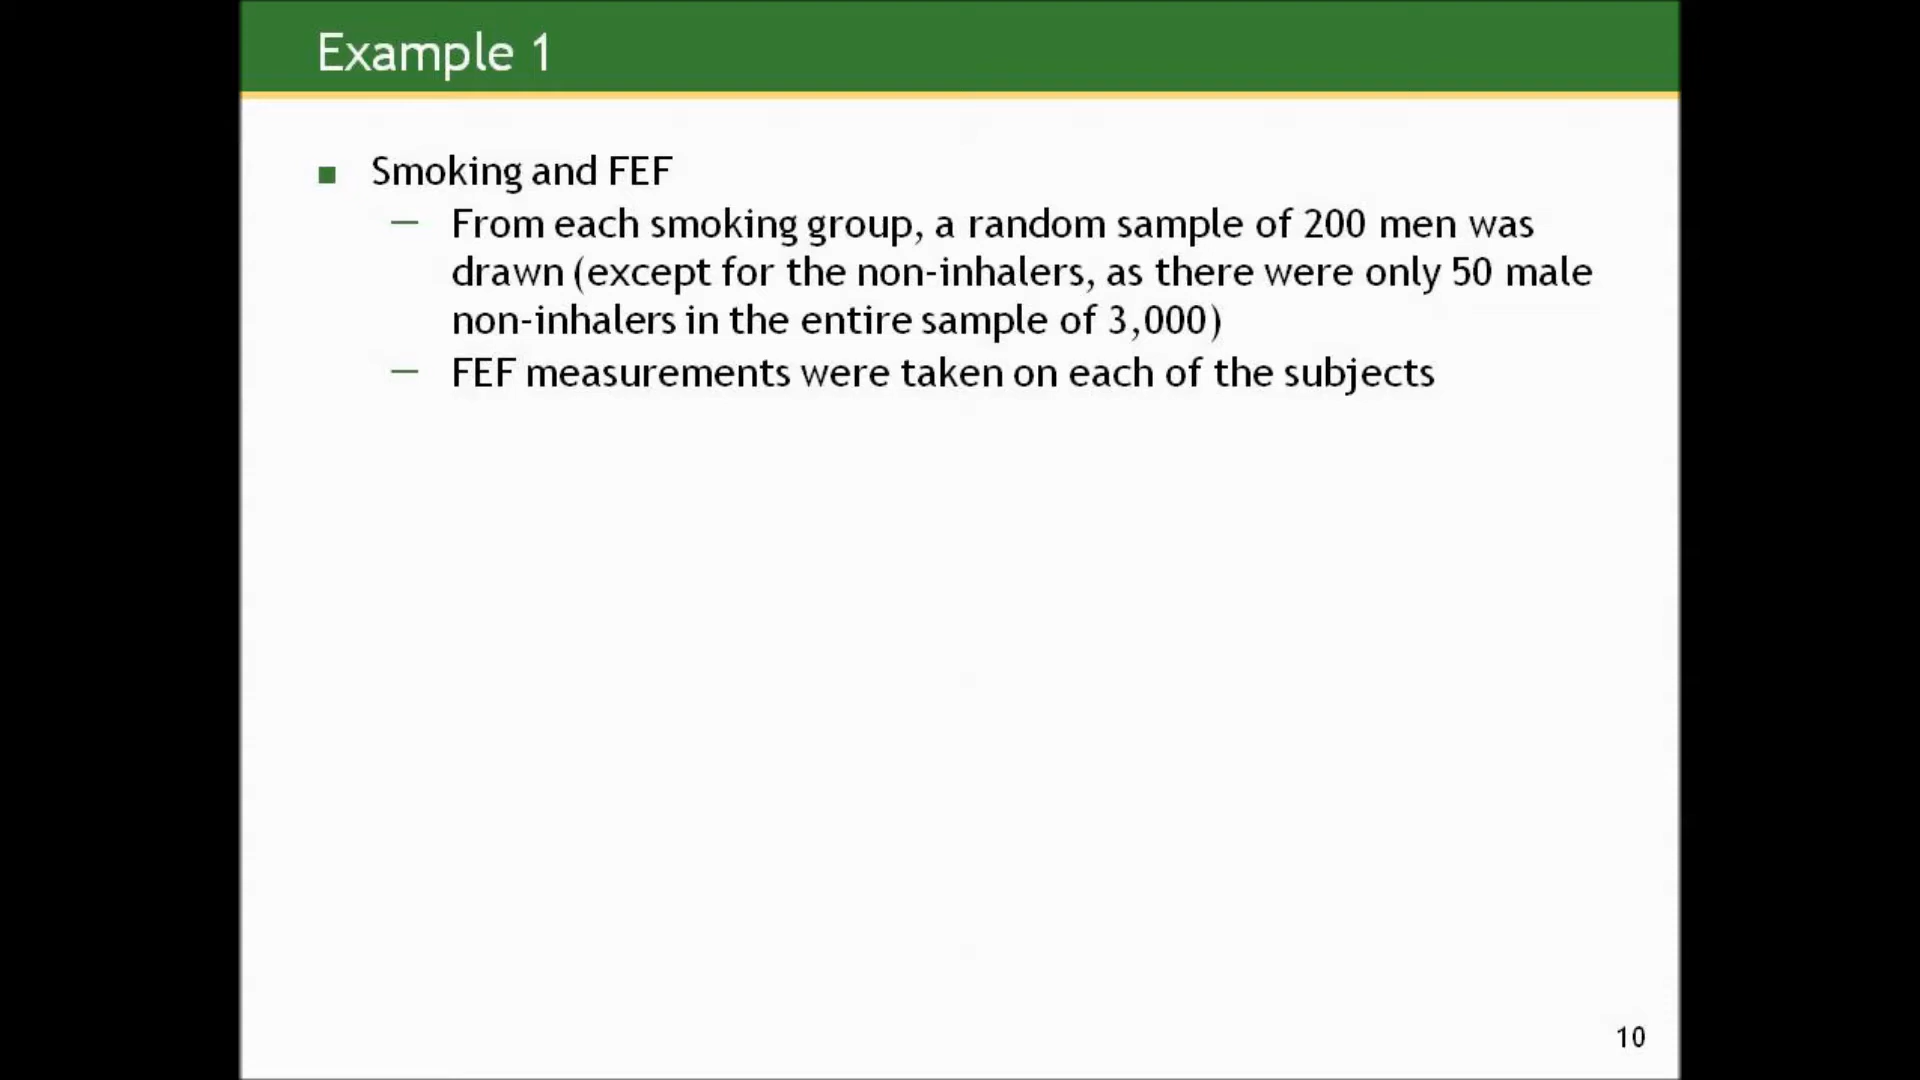 Example 1
Smoking and FEF
From each smoking group, a random sample of 200 men was
drawn (except for the non-inhalers, as there were only 50 male
non-inhalers in the entire sample of 3,000)
FEF measurements were taken on each of the subjects
10